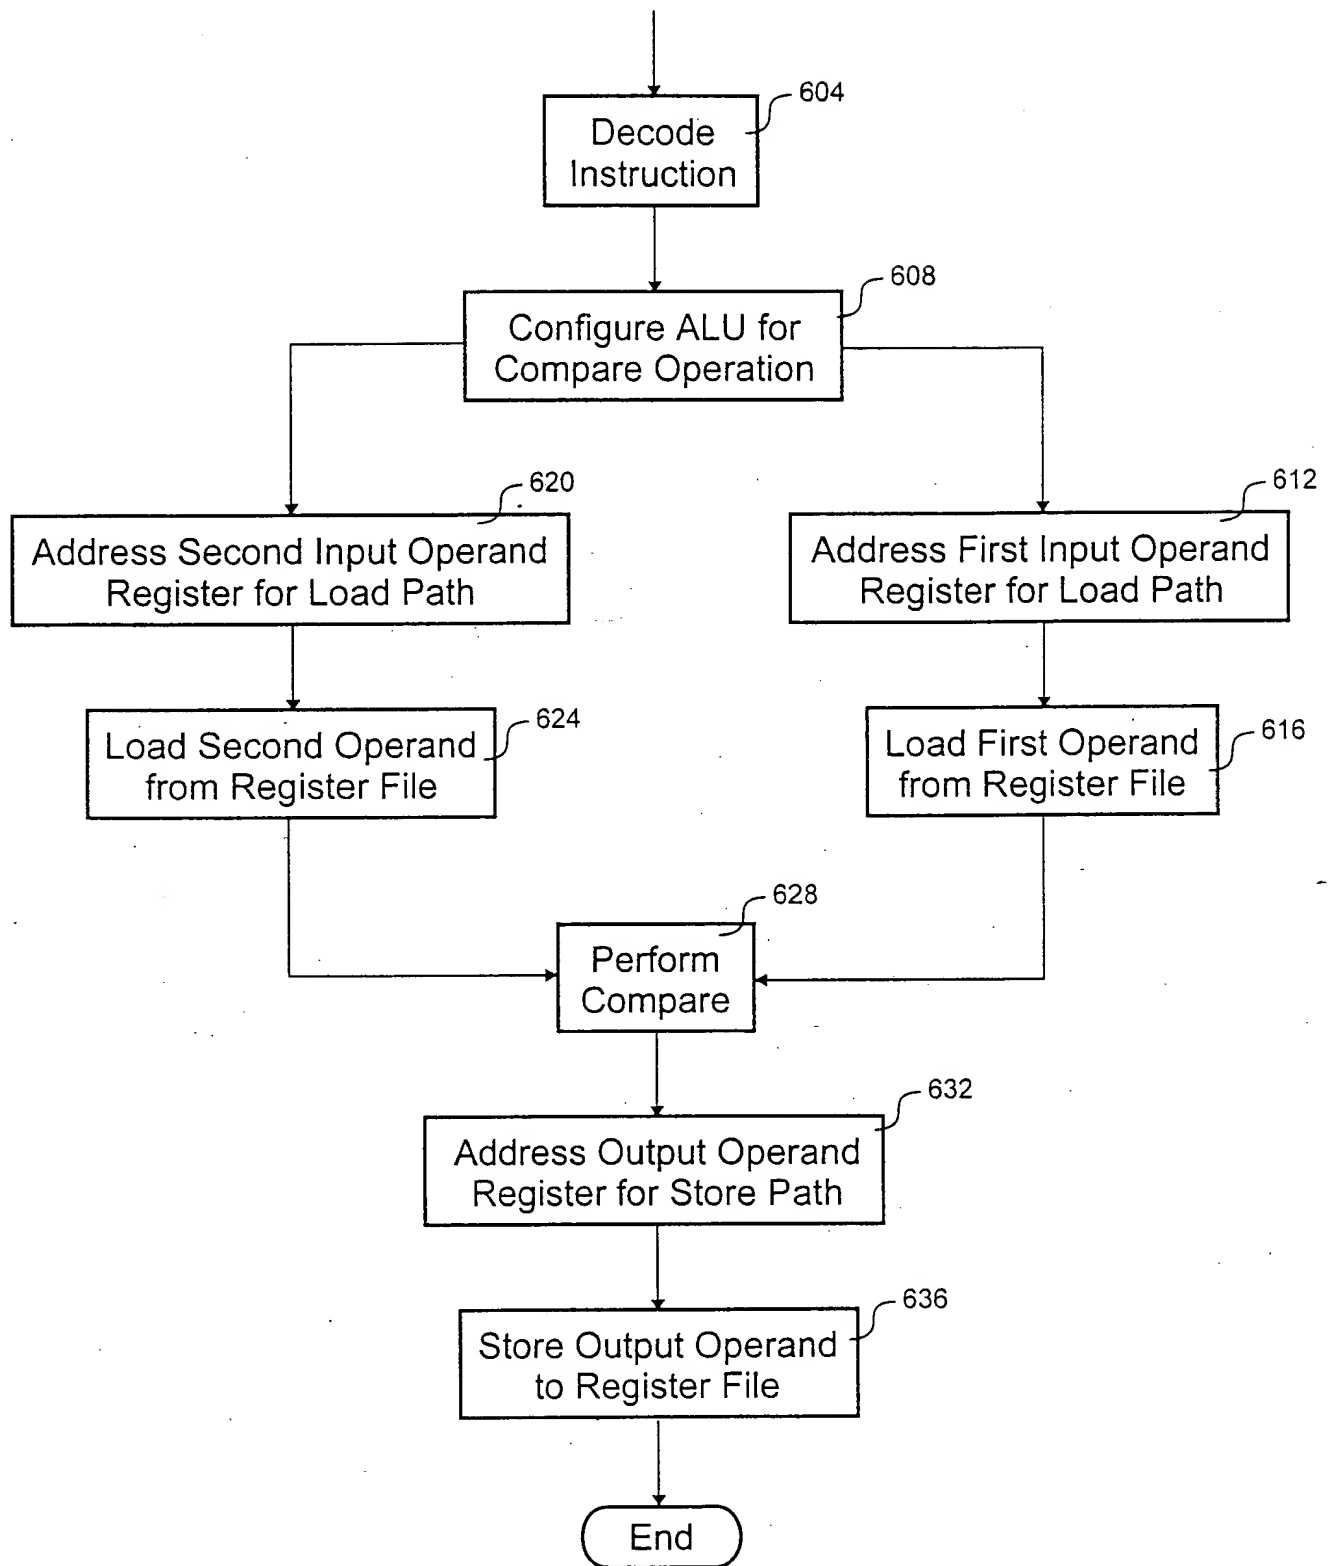 604
Decode
Instruction
608
Configure ALU for
Compare Operation
620
Address Second Input Operand
Register for Load Path
612
Address First Input Operand
Register for Load Path
624
Load Second Operand
from Register File
616
Load First Operand
from Register File
628
Perform
Compare
632
Address Output Operand
Register for Store Path
636
Store Output Operand
to Register File
End